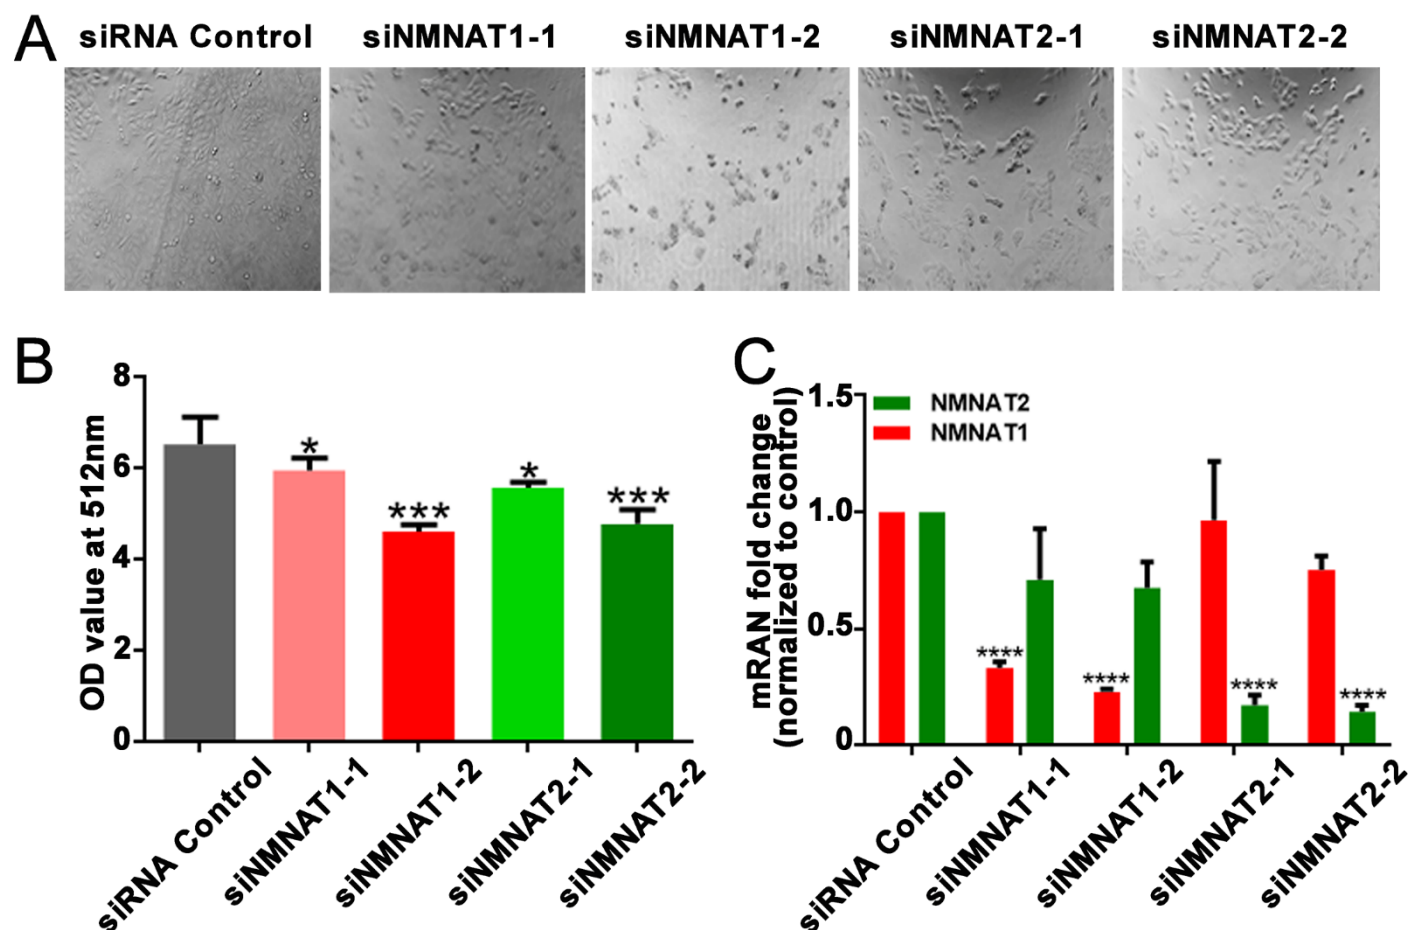 A
siRNA Control siNMNAT1-1 siNMNAT1-2 siNMNAT2-1 siNMNAT2-2
B
OD value at 512nm
8
6
4
2
0
*
***
*
***
siRNA Control
siNMNAT1-1
siNMNAT1-2
siNMNAT2-1
siNMNAT2-2
C
mRAN fold change
(normalized to control)
1.5
1.0
0.5
0
NMNAT2
NMNAT1
****
****
****
****
siRNA Control
siNMNAT1-1
siNMNAT1-2
siNMNAT2-1
siNMNAT2-2